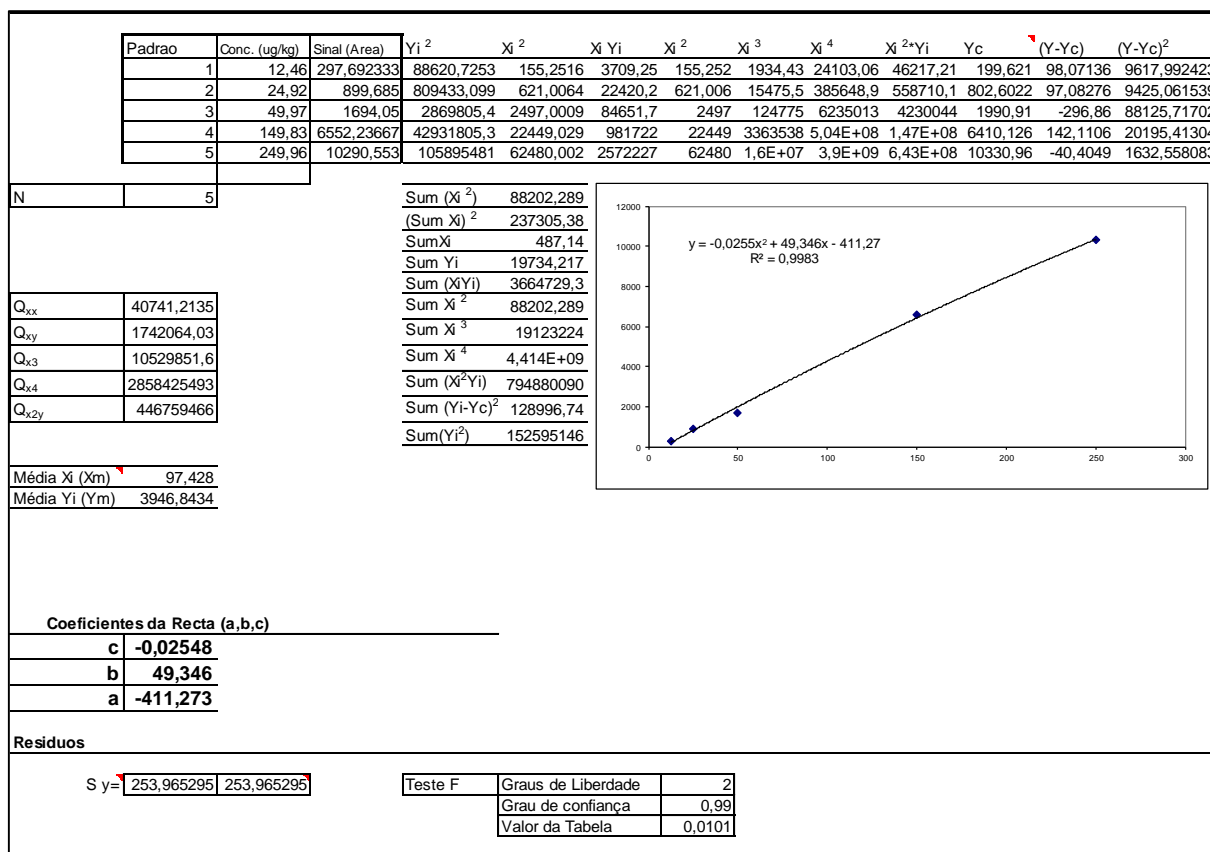 Padrao Conc. (ug/kg) Sinal (Area) Yi 2 Xi 2 Xi Yi Xi 2 Xi 3 Xi 4 Xi 2*Yi Yc (Y-Yc) (Y-Yc)2
1 12,46 297,692333 88620,7253 155,2516 3709,25 155,252 1934,43 24103,06 46217,21 199,621 98,07136 9617,992423
2 24,92 899,685 809433,099 621,0064 22420,2 621,006 15475,5 385648,9 558710,1 802,6022 97,08276 9425,061539
3 49,97 1694,05 2869805,4 2497,0009 84651,7 2497 124775 6235013 4230044 1990,91 -296,86 88125,71702
4 149,83 6552,23667 42931805,3 22449,029 981722 22449 3363538 5,04E+08 1,47E+08 6410,126 142,1106 20195,41304
5 249,96 10290,553 105895481 62480,002 2572227 62480 1,6E+07 3,9E+09 6,43E+08 10330,96 -40,4049 1632,558083
N 5
Sum (Xi 2) 88202,289
(Sum Xi) 2 237305,38
SumXi 487,14
Sum Yi 19734,217
Sum (XiYi) 3664729,3
Sum Xi 2 88202,289
Sum Xi 3 19123224
Sum Xi 4 4,414E+09
Sum (Xi2Yi) 794880090
Sum (Yi-Yc)2 128996,74
Sum(Yi2) 152595146
Qxx 40741,2135
Qxy 1742064,03
Qx3 10529851,6
Qx4 2858425493
Qx2y 446759466
Média Xi (Xm) 97,428
Média Yi (Ym) 3946,8434
y = -0,0255x2 + 49,346x - 411,27
R² = 0,9983
12000
10000
8000
6000
4000
2000
0
0 50 100 150 200 250 300
Coeficientes da Recta (a,b,c)
c -0,02548
b 49,346
a -411,273
Residuos
S y= 253,965295 253,965295
Teste F Graus de Liberdade 2
Grau de confiança 0,99
Valor da Tabela 0,0101